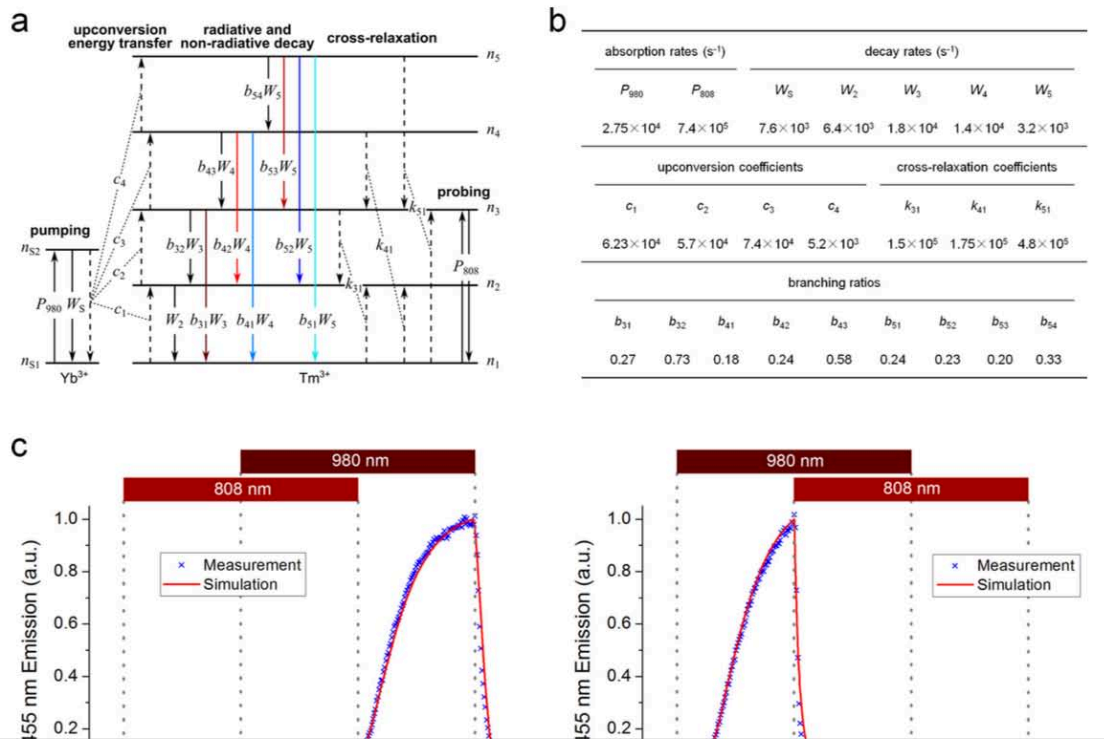 a
upconversion energy transfer
radiative and non-radiative decay
cross-relaxation
n5
b54W5
n4
b43W4
b53W5
c4
probing
pumping
k51
n3
c3
nS2
b32W3
b42W4
b52W5
k41
P808
c2
k31
n2
P980 WS
c1
W2
b31W3
b41W4
b51W5
nS1
n1
Yb3+
Tm3+
b
absorption rates (s-1) decay rates (s-1)
P980 P808 WS W2 W3 W4 W5
2.75×10⁴ 7.4×10⁵ 7.6×10³ 6.4×10³ 1.8×10⁴ 1.4×10⁴ 3.2×10³
upconversion coefficients cross-relaxation coefficients
c1 c2 c3 c4 k31 k41 k51
6.23×10⁴ 5.7×10⁴ 7.4×10⁴ 5.2×10³ 1.5×10⁵ 1.75×10⁵ 4.8×10⁵
branching ratios
b31 b32 b41 b42 b43 b51 b52 b53 b54
0.27 0.73 0.18 0.24 0.58 0.24 0.23 0.20 0.33
c
980 nm
808 nm
1.0
0.8
0.6
0.4
0.2
455 nm Emission (a.u.)
Measurement
Simulation
980 nm
808 nm
1.0
0.8
0.6
0.4
0.2
455 nm Emission (a.u.)
Measurement
Simulation